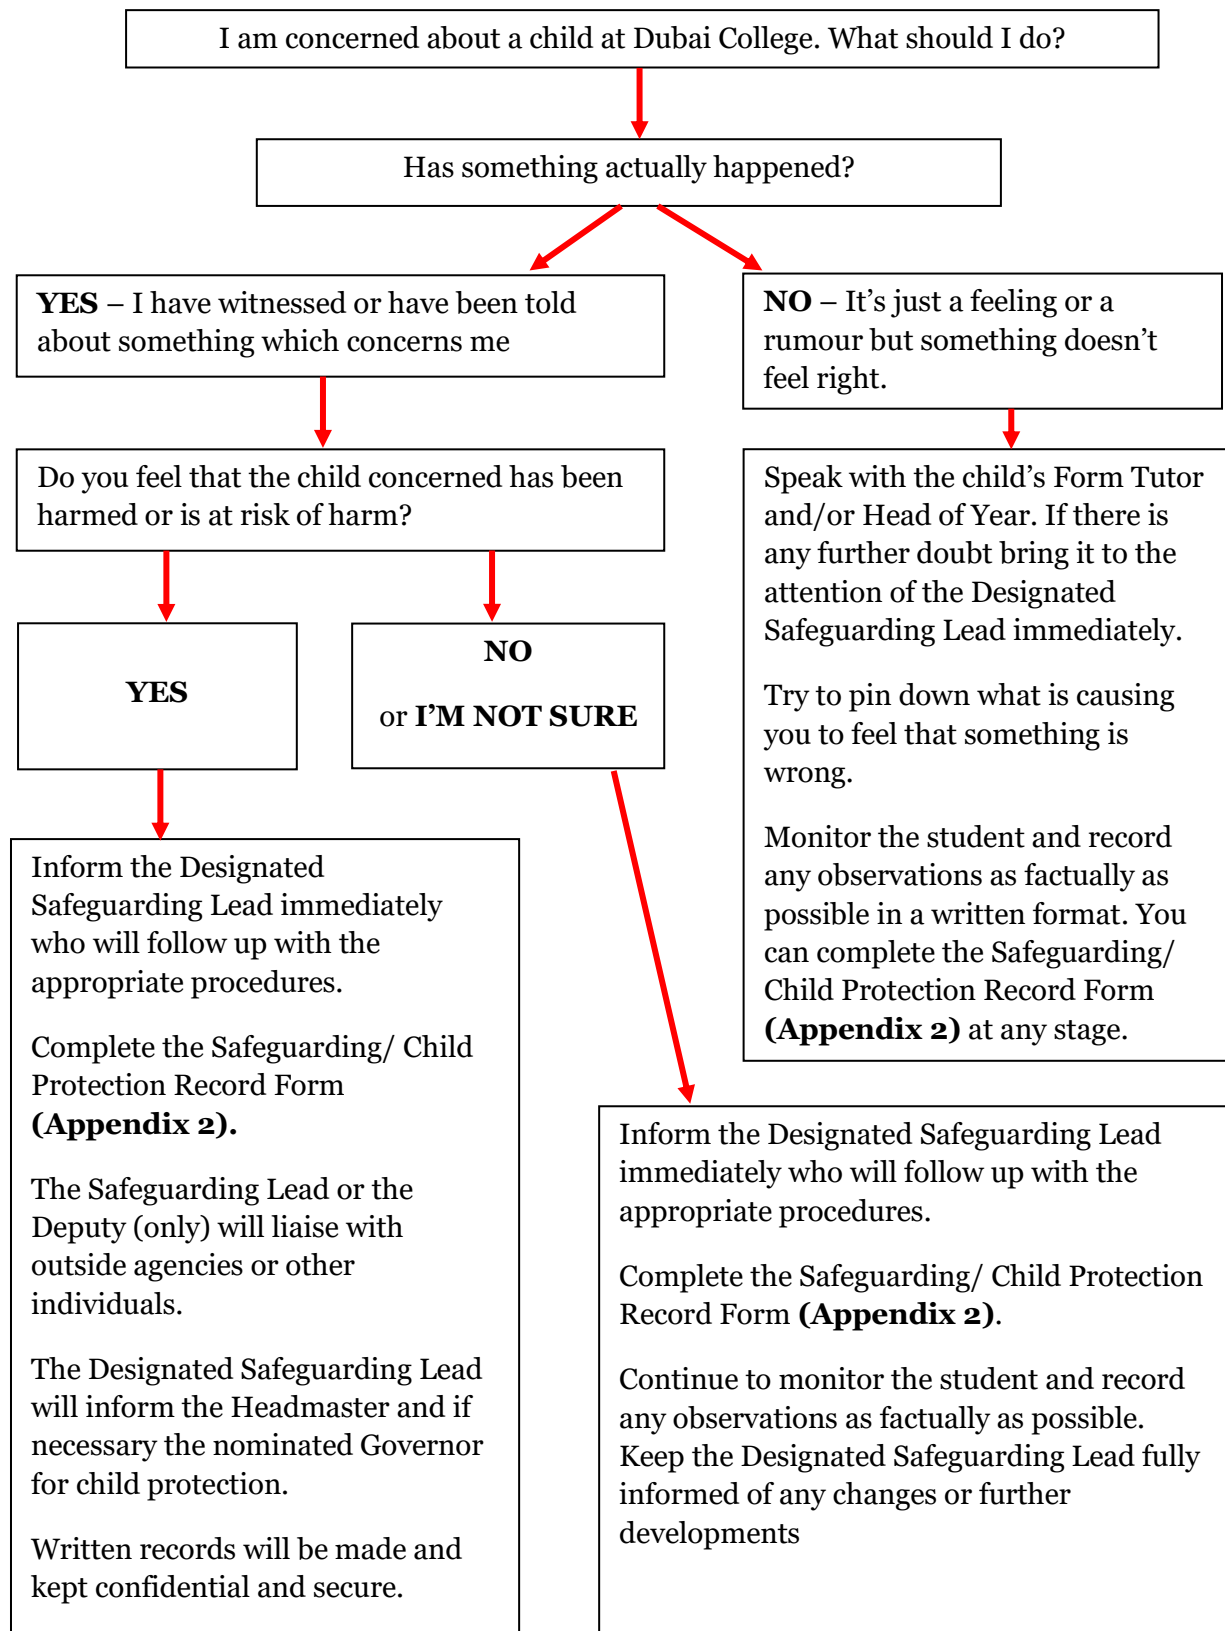 I am concerned about a child at Dubai College. What should I do?
Has something actually happened?
YES – I have witnessed or have been told
about something which concerns me
NO – It’s just a feeling or a
rumour but something doesn’t
feel right.
Do you feel that the child concerned has been
harmed or is at risk of harm?
YES
NO
or I’M NOT SURE
Speak with the child’s Form Tutor
and/or Head of Year. If there is
any further doubt bring it to the
attention of the Designated
Safeguarding Lead immediately.
Try to pin down what is causing
you to feel that something is
wrong.
Monitor the student and record
any observations as factually as
possible in a written format. You
can complete the Safeguarding/
Child Protection Record Form
(Appendix 2) at any stage.
Inform the Designated
Safeguarding Lead immediately
who will follow up with the
appropriate procedures.
Complete the Safeguarding/ Child
Protection Record Form
(Appendix 2).
The Safeguarding Lead or the
Deputy (only) will liaise with
outside agencies or other
individuals.
The Designated Safeguarding Lead
will inform the Headmaster and if
necessary the nominated Governor
for child protection.
Written records will be made and
kept confidential and secure.
Inform the Designated Safeguarding Lead
immediately who will follow up with the
appropriate procedures.
Complete the Safeguarding/ Child Protection
Record Form (Appendix 2).
Continue to monitor the student and record
any observations as factually as possible.
Keep the Designated Safeguarding Lead fully
informed of any changes or further
developments